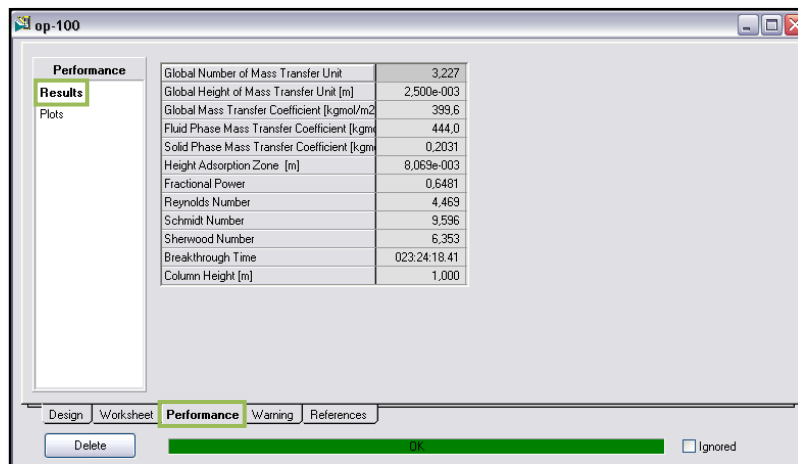 op-100
Performance
Results
Plots
Global Number of Mass Transfer Unit 3,227
Global Height of Mass Transfer Unit [m] 2,500e-003
Global Mass Transfer Coefficient [kgmol/m2 399,6
Fluid Phase Mass Transfer Coefficient [kgm 444,0
Solid Phase Mass Transfer Coefficient [kgm 0,2031
Height Adsorption Zone [m] 8,069e-003
Fractional Power 0,6481
Reynolds Number 4,469
Schmidt Number 9,596
Sherwood Number 6,353
Breakthrough Time 023:24:18.41
Column Height [m] 1,000
Design Worksheet Performance Warning References
Delete OK Ignored